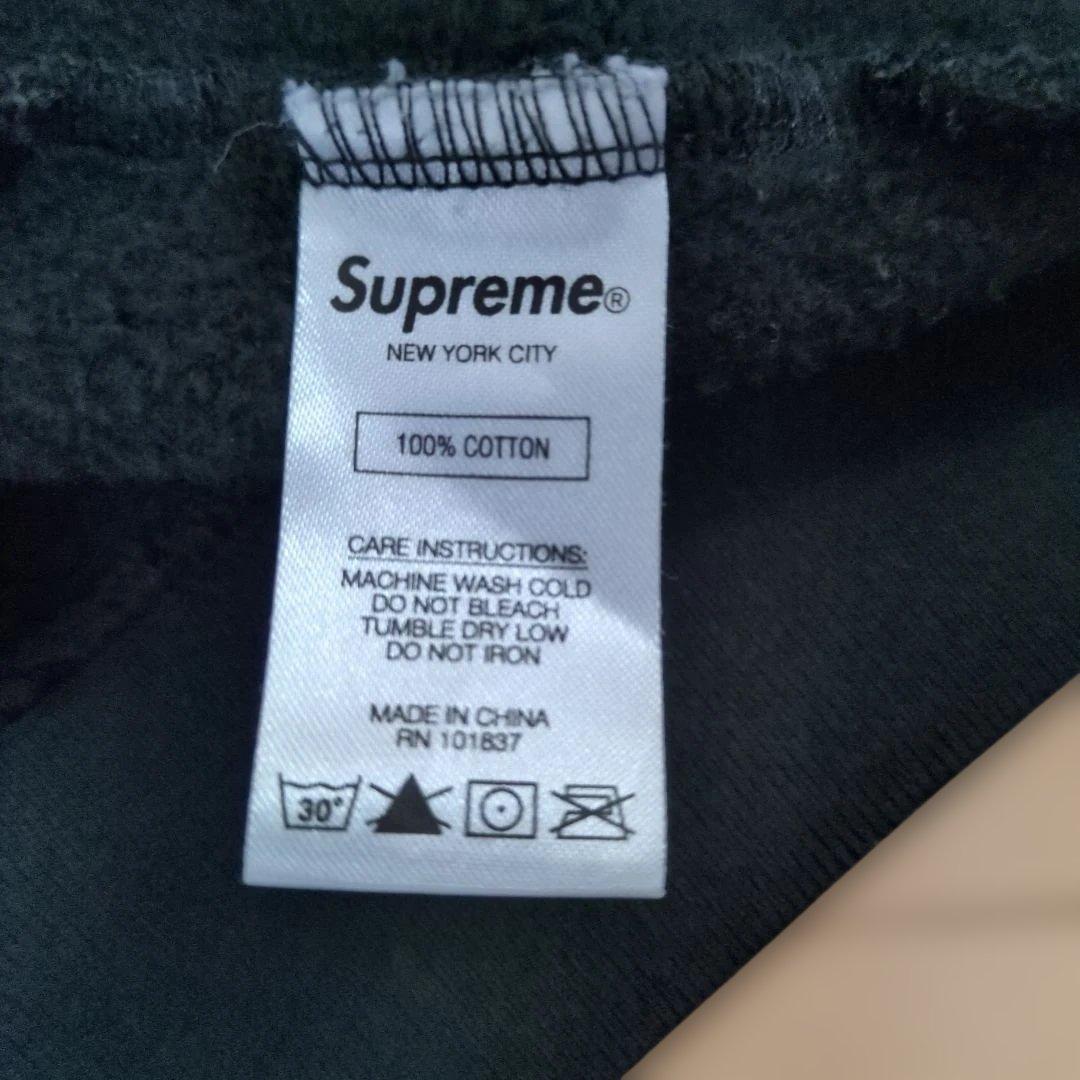 Supreme®
NEW YORK CITY
100% COTTON
CARE INSTRUCTIONS:
MACHINE WASH COLD
DO NOT BLEACH
TUMBLE DRY LOW
DO NOT IRON
MADE IN CHINA
RN 101837
30°